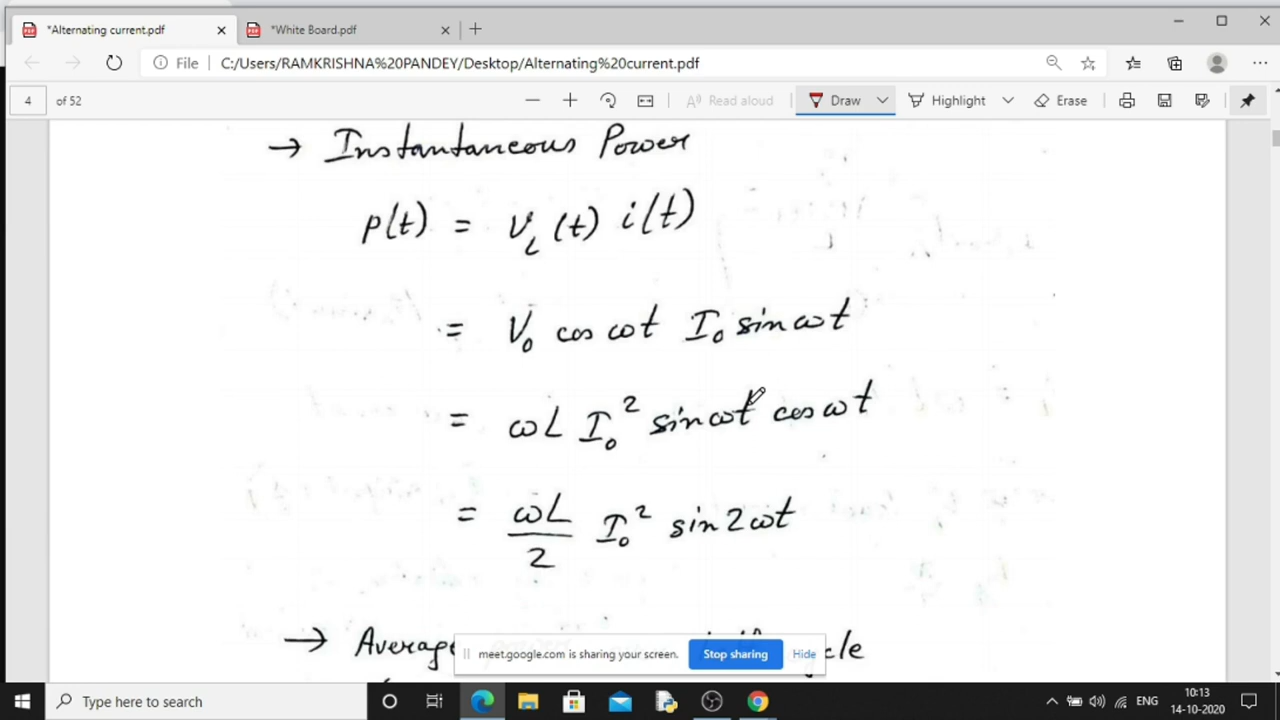 *Alternating current.pdf
*White Board.pdf
File | C:/Users/RAMKRISHNA%20PANDEY/Desktop/Alternating%20current.pdf
4 of 52 Read aloud Draw Highlight Erase
→ Instantaneous Power
p(t) = V_L(t) i(t)
= V₀ cos ωt I₀ sin ωt
= ωL I₀² sin ωt cos ωt
= ωL/2 I₀² sin 2ωt
→ Average
meet.google.com is sharing your screen. Stop sharing Hide
Type here to search
ENG
10:13
14-10-2020